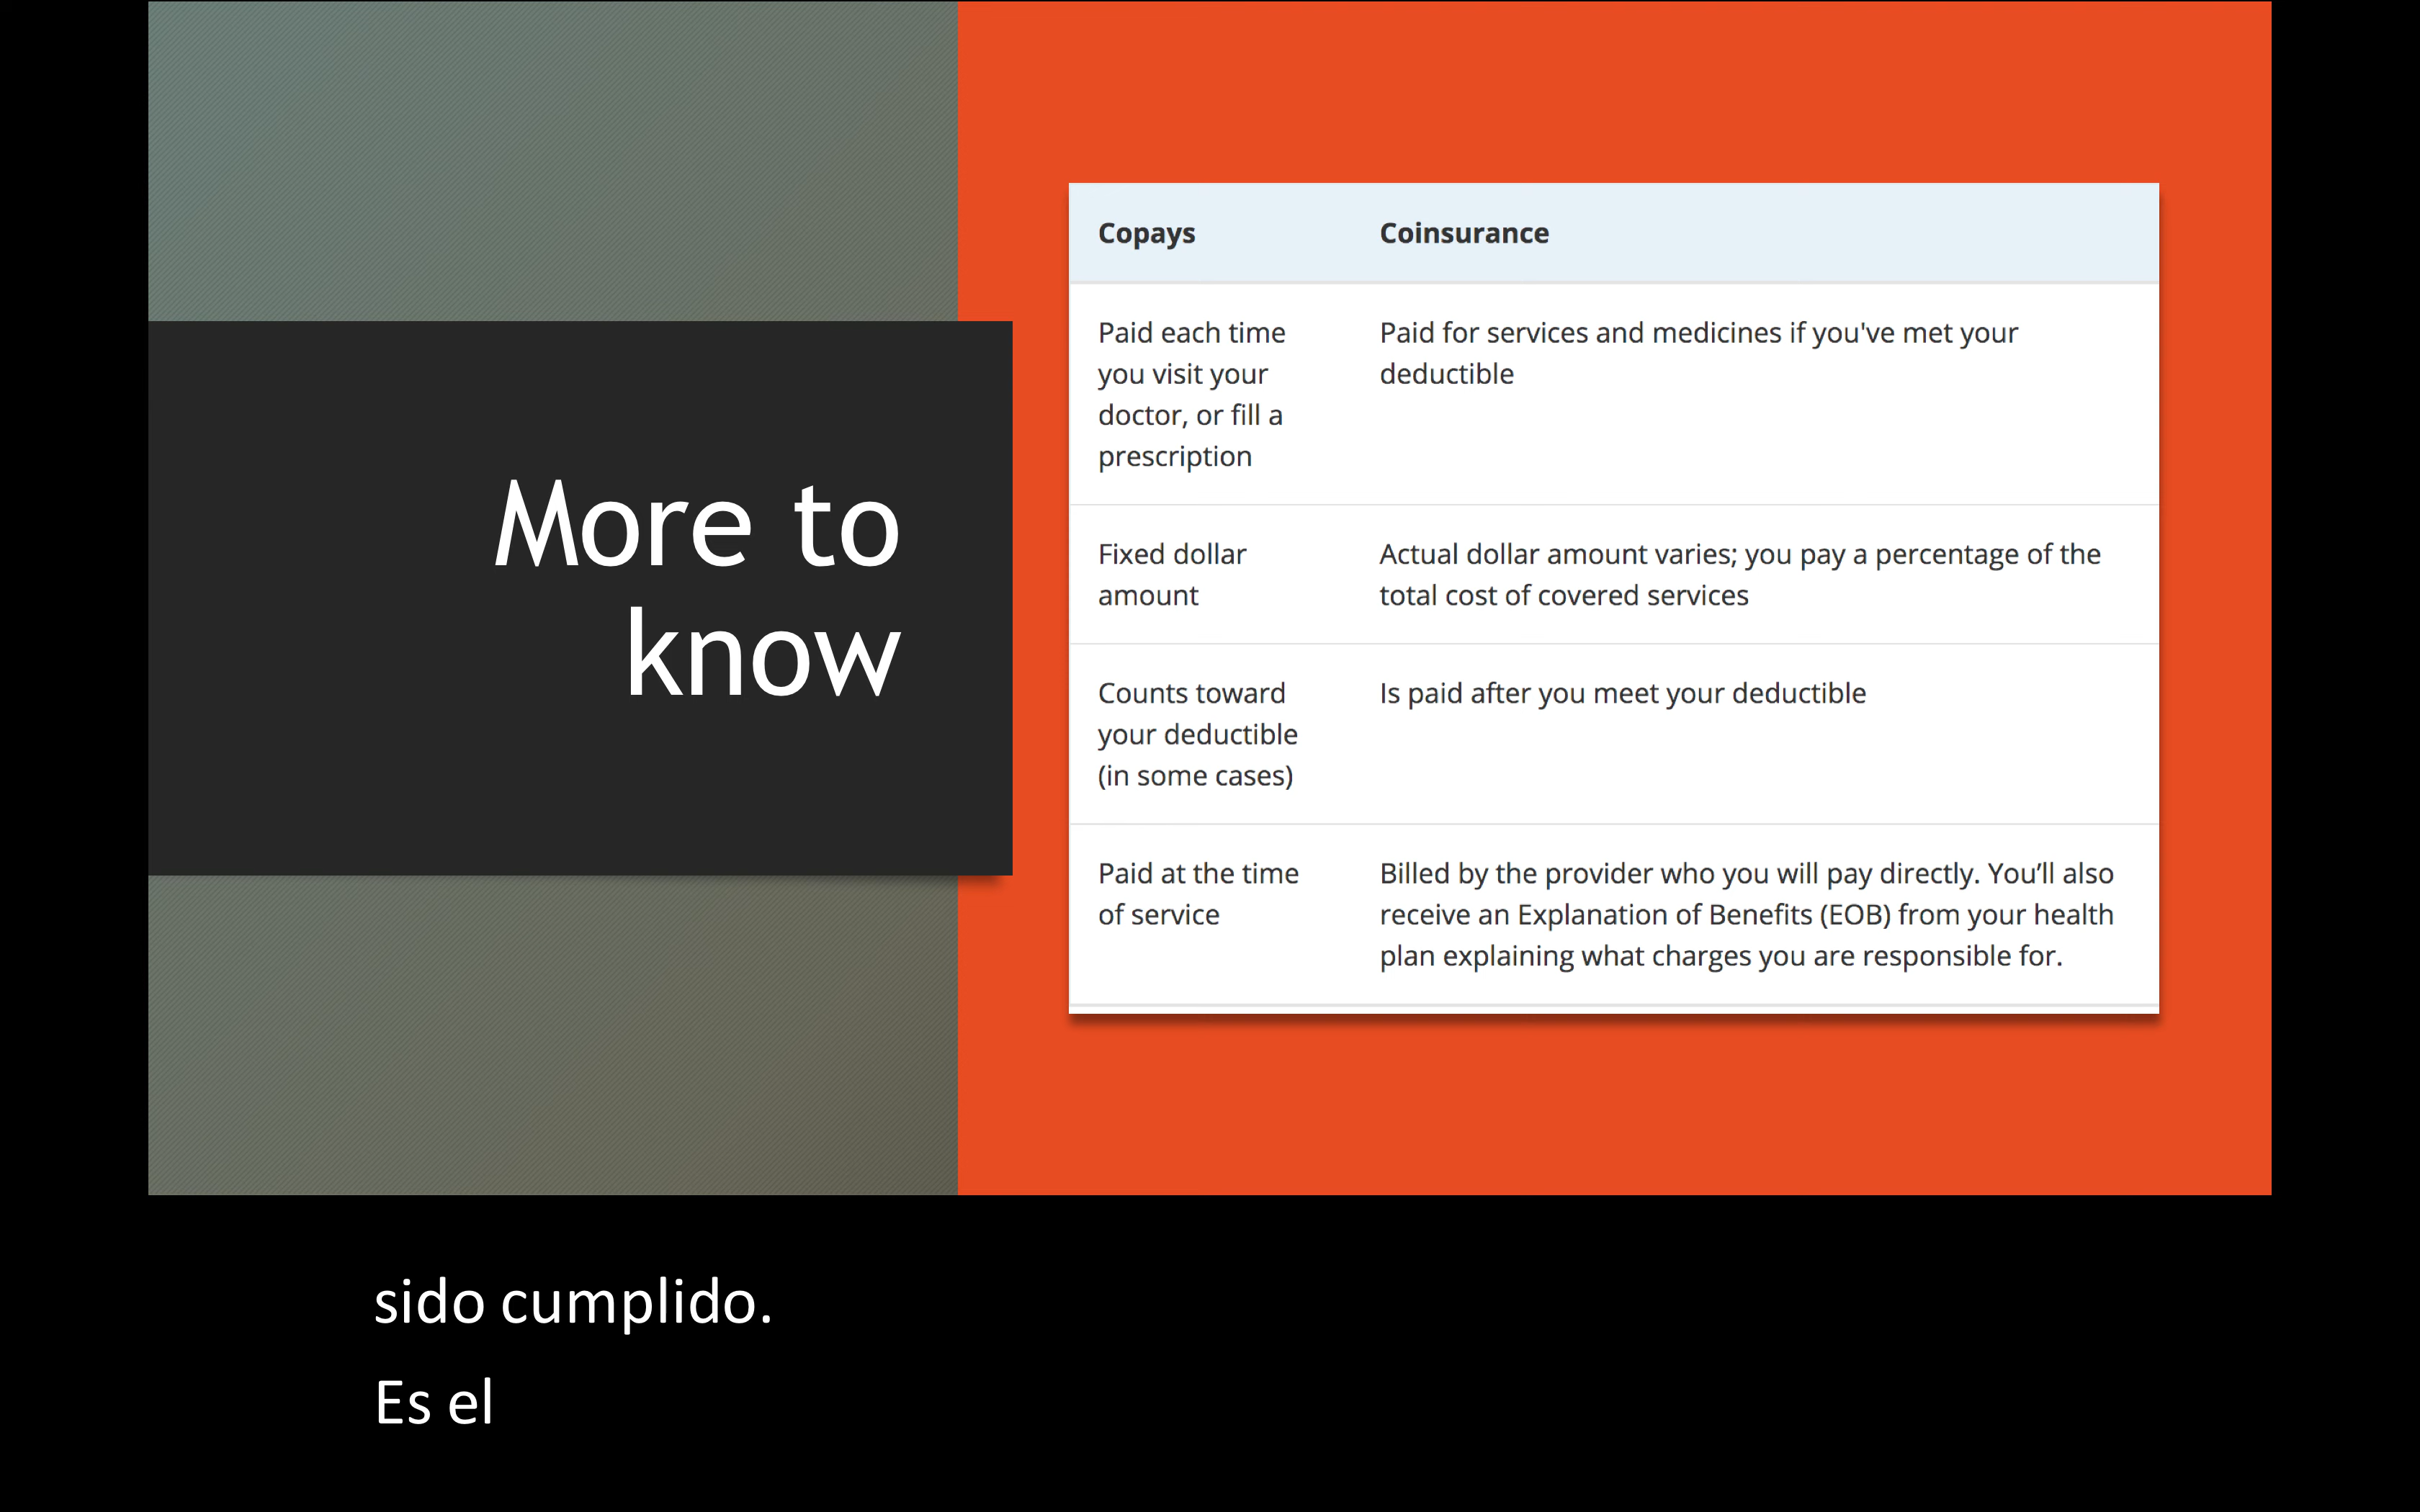 More to
know
Copays Coinsurance
Paid each time
you visit your
doctor, or fill a
prescription
Paid for services and medicines if you've met your
deductible
Fixed dollar
amount
Actual dollar amount varies; you pay a percentage of the
total cost of covered services
Counts toward
your deductible
(in some cases)
Is paid after you meet your deductible
Paid at the time
of service
Billed by the provider who you will pay directly. You’ll also
receive an Explanation of Benefits (EOB) from your health
plan explaining what charges you are responsible for.
sido cumplido.
Es el